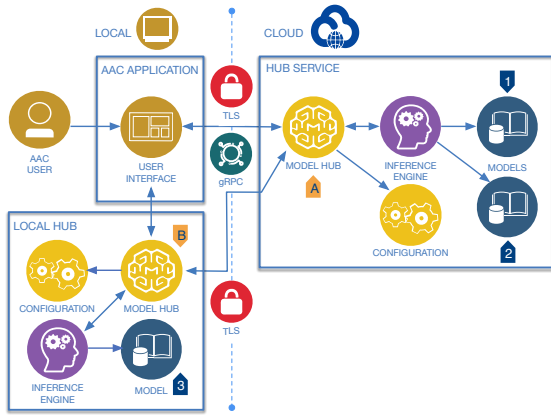 LOCAL
CLOUD
AAC APPLICATION
HUB SERVICE
1
TLS
AAC
USER
USER
INTERFACE
gRPC
MODEL HUB
INFERENCE
ENGINE
MODELS
A
LOCAL HUB
B
CONFIGURATION
2
CONFIGURATION
MODEL HUB
TLS
INFERENCE
ENGINE
MODEL
3